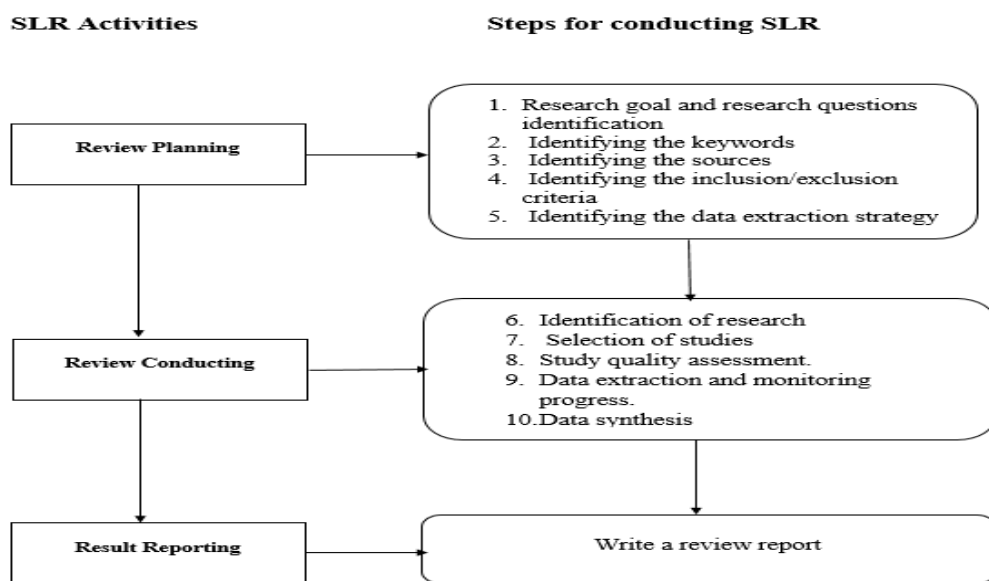 SLR Activities
Steps for conducting SLR
Review Planning
1. Research goal and research questions
identification
2. Identifying the keywords
3. Identifying the sources
4. Identifying the inclusion/exclusion
criteria
5. Identifying the data extraction strategy
Review Conducting
6. Identification of research
7. Selection of studies
8. Study quality assessment.
9. Data extraction and monitoring
progress.
10.Data synthesis
Result Reporting
Write a review report